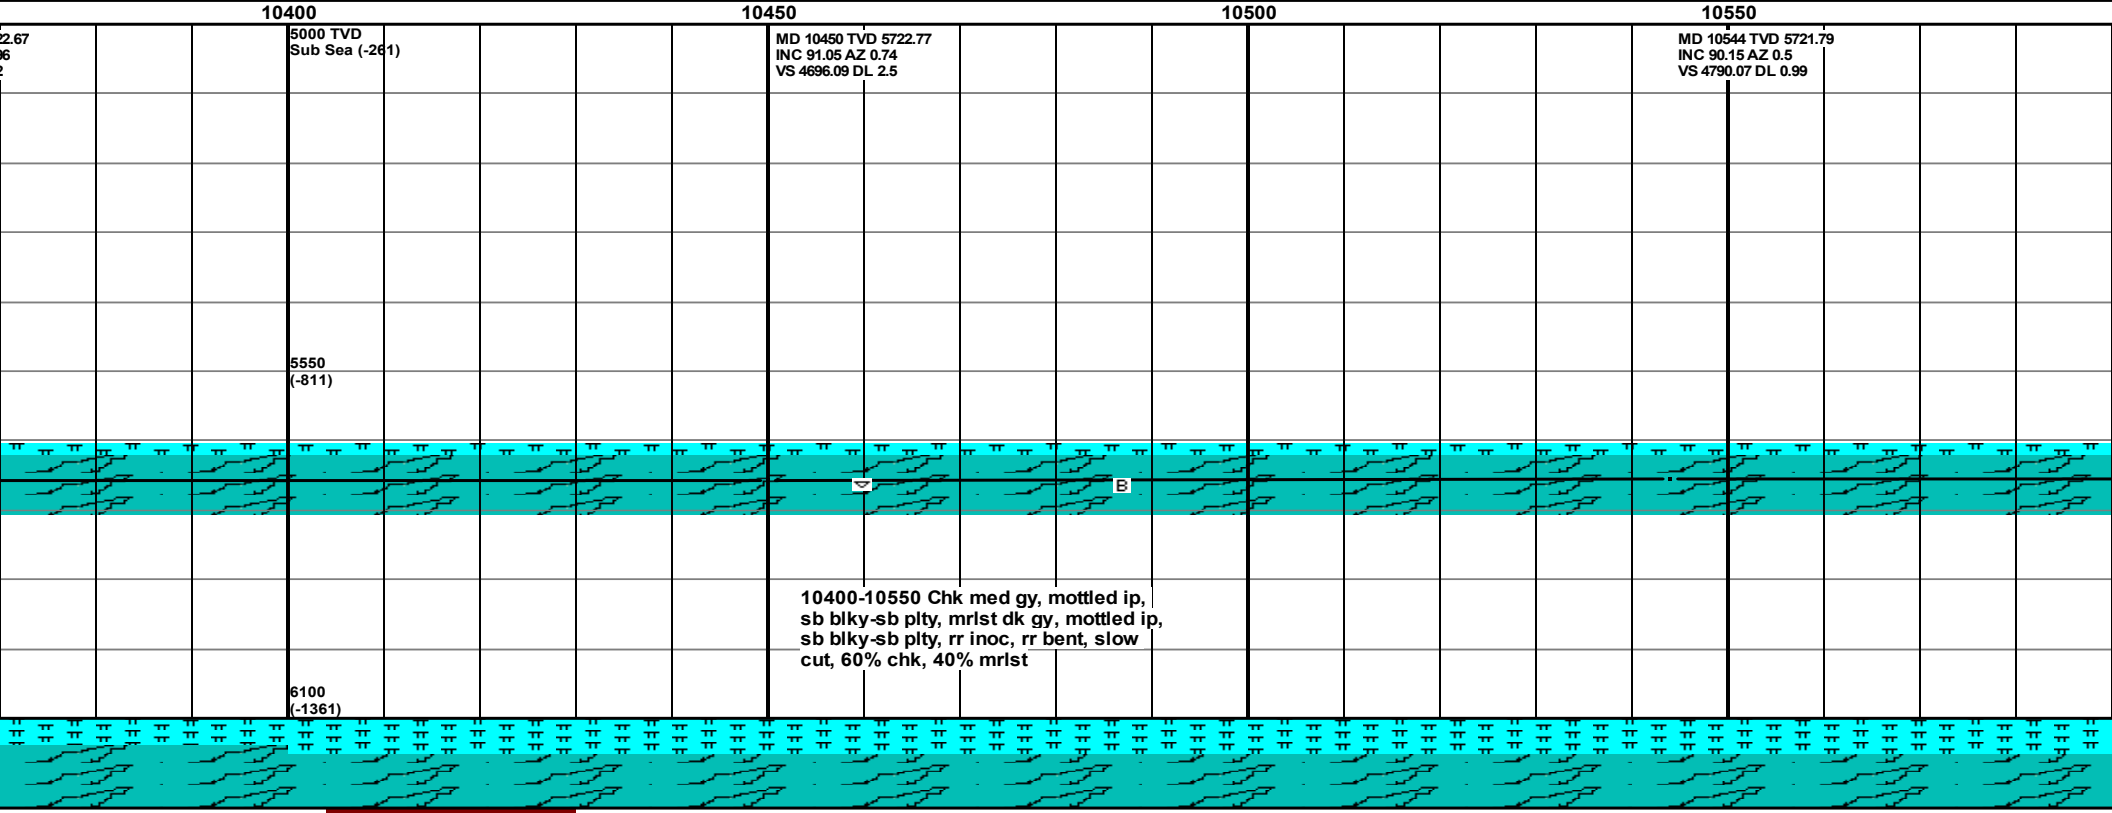 10400
10450
10500
10550
22.67
5000 TVD
Sub Sea (-261)
MD 10450 TVD 5722.77
INC 91.05 AZ 0.74
VS 4696.09 DL 2.5
MD 10544 TVD 5721.79
INC 90.15 AZ 0.5
VS 4790.07 DL 0.99
5550
(-811)
B
10400-10550 Chk med gy, mottled ip,
sb blky-sb plty, mrlst dk gy, mottled ip,
sb blky-sb plty, rr inoc, rr bent, slow
cut, 60% chk, 40% mrlst
6100
(-1361)